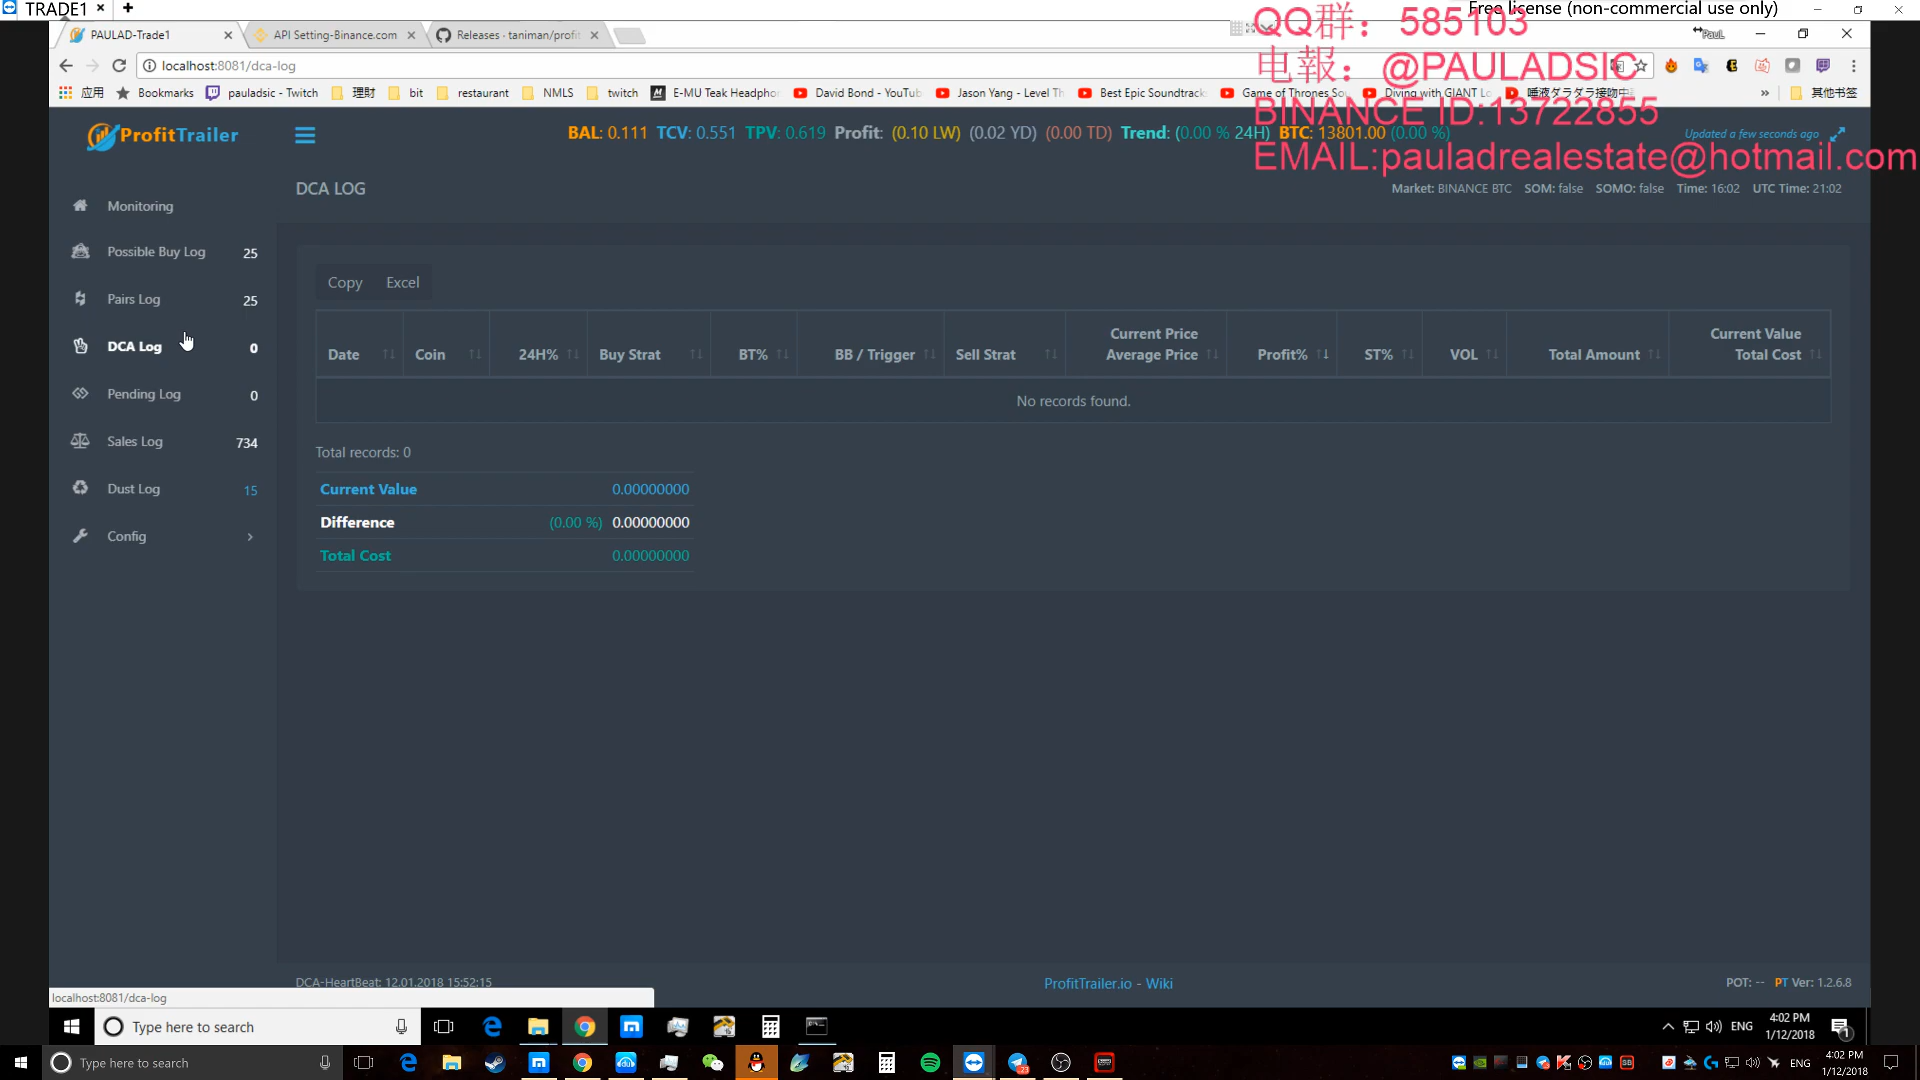 TRADE1
Free license (non-commercial use only)
QQ群：585103
电報：@PAULADSIC
BINANCE ID:13722855
EMAIL:pauladrealestate@hotmail.com
PAULAD-Trade1
API Setting-Binance.com
Releases · taniman/profit
PauL
localhost:8081/dca-log
应用
Bookmarks
pauladsic - Twitch
理財
bit
restaurant
NMLS
twitch
E-MU Teak Headphon
David Bond - YouTub
Jason Yang - Level Th
Best Epic Soundtrack
Game of Thrones So
Diving with GIANT L
唾液ダラダラ接吻中
»
其他书签
ProfitTrailer
BAL: 0.111 TCV: 0.551 TPV: 0.619 Profit: (0.10 LW) (0.02 YD) (0.00 TD) Trend: (0.00 % 24H) BTC: 13801.00 (0.00 %)
Updated a few seconds ago
DCA LOG
Market: BINANCE BTC SOM: false SOMO: false Time: 16:02 UTC Time: 21:02
Monitoring
Possible Buy Log 25
Pairs Log 25
DCA Log 0
Pending Log 0
Sales Log 734
Dust Log 15
Config
Copy Excel
Date Coin 24H% Buy Strat BT% BB / Trigger Sell Strat Current Price Average Price Profit% ST% VOL Total Amount Current Value Total Cost
No records found.
Total records: 0
Current Value 0.00000000
Difference (0.00 %) 0.00000000
Total Cost 0.00000000
DCA-HeartBeat: 12.01.2018 15:52:15
ProfitTrailer.io - Wiki
POT: -- PT Ver: 1.2.6.8
localhost:8081/dca-log
Type here to search
ENG
4:02 PM
1/12/2018
Type here to search
ENG
4:02 PM
1/12/2018